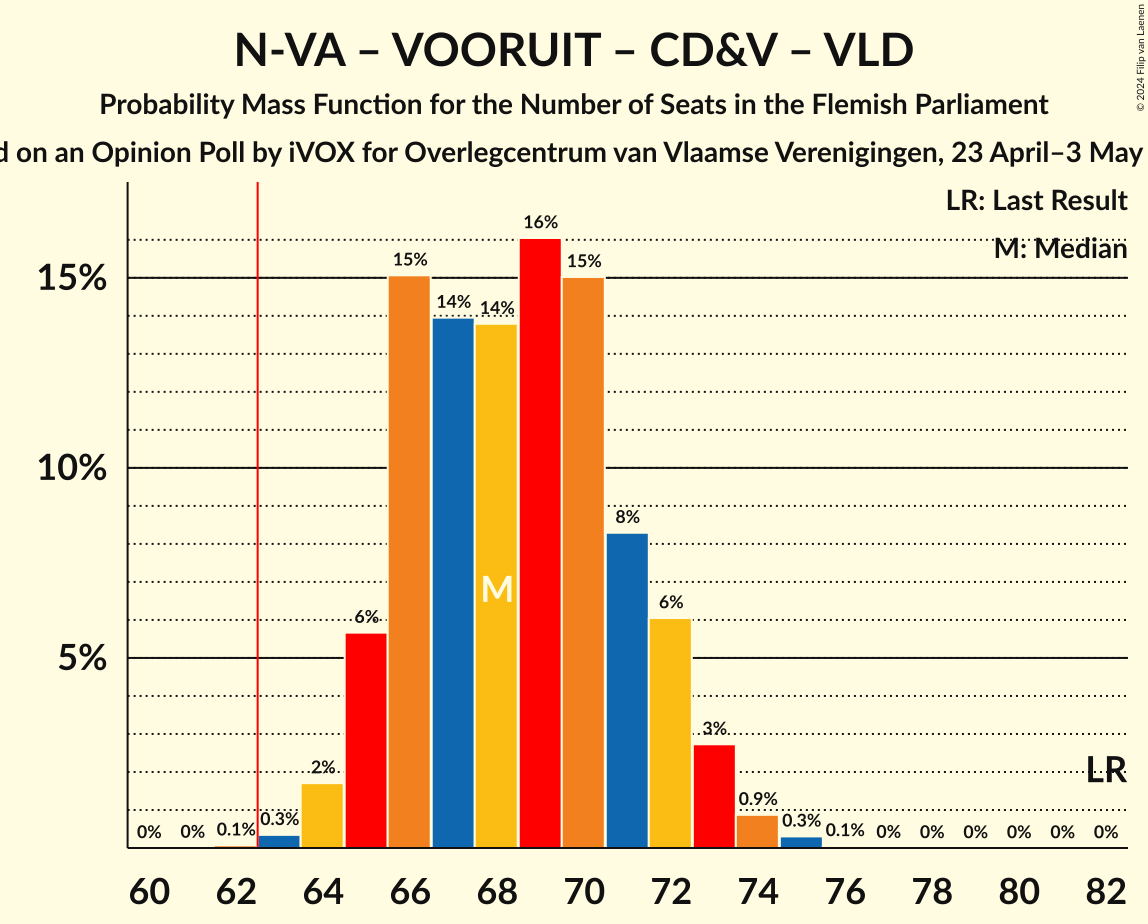 N-VA – VOORUIT – CD&V – VLD
Probability Mass Function for the Number of Seats in the Flemish Parliament
on an Opinion Poll by iVOX for Overlegcentrum van Vlaamse Verenigingen, 23 April–3 May
© 2024 Filip van Laenen
LR: Last Result
M: Median
16%
15% 15%
15%
14% 14%
10%
8%
M
6% 6%
5%
3%
2%
LR
0.9%
0% 0% 0.1% 0.3% 0.3% 0.1% 0% 0% 0% 0% 0% 0%
60 62 64 66 68 70 72 74 76 78 80 82